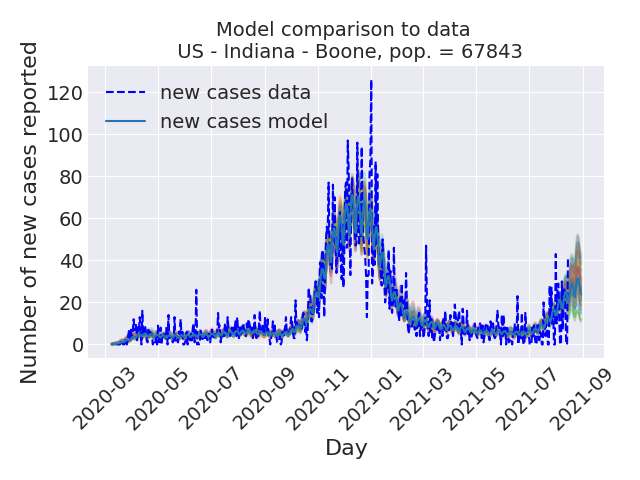 Model comparison to data
US - Indiana - Boone, pop. = 67843
Number of new cases reported
120
100
80
60
40
20
0
new cases data
new cases model
2020-03
2020-05
2020-07
2020-09
2020-11
2021-01
2021-03
2021-05
2021-07
2021-09
Day